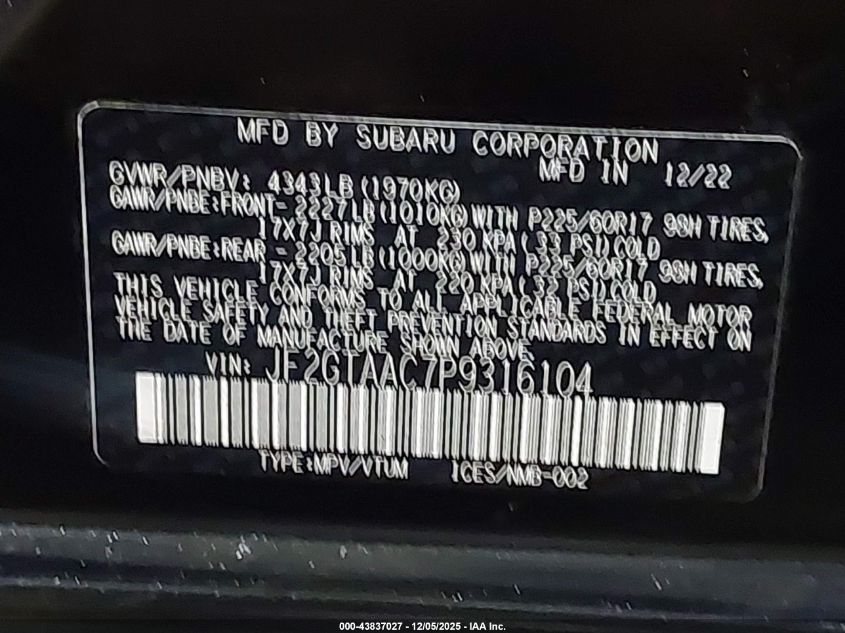 MFD BY SUBARU CORPORATION
MFD IN 12/22
GVWR/PNBV: 4343LB (1970KG)
GAWR/PNBE:FRONT- 2227LB(1010KG)WITH P225/60R17 98H TIRES,
17X7J RIMS AT 230 KPA( 33 PSI)COLD
GAWR/PNBE:REAR - 2205LB(1000KG)WITH P225/60R17 98H TIRES,
17X7J RIMS AT 220 KPA( 32 PSI)COLD
THIS VEHICLE CONFORMS TO ALL APPLICABLE FEDERAL MOTOR
VEHICLE SAFETY AND THEFT PREVENTION STANDARDS IN EFFECT ON
THE DATE OF MANUFACTURE SHOWN ABOVE.
VIN: JF2GTAAC7P9316104
TYPE:MPV/VTUM ICES/NMB-002
000-43837027 - 12/05/2025 - IAA Inc.